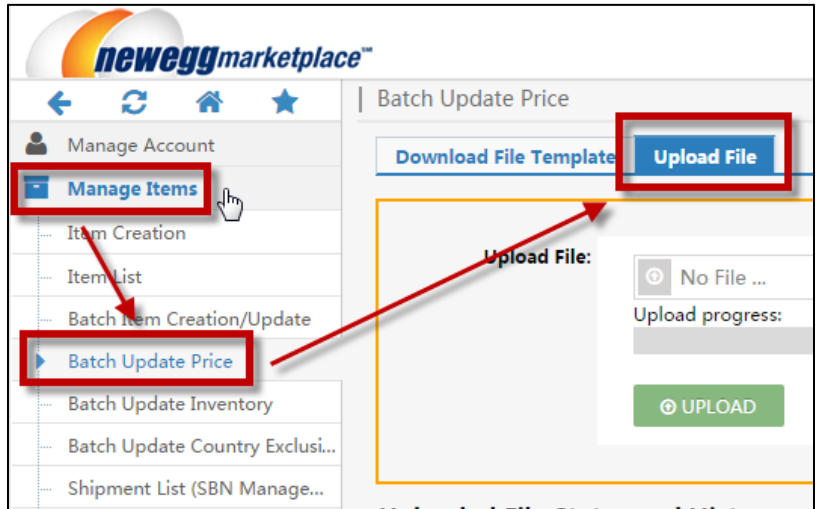 neweggmarketplace™
Batch Update Price
Manage Account
Download File Template
Upload File
Manage Items
Item Creation
Upload File:
Item List
No File ...
Batch Item Creation/Update
Upload progress:
Batch Update Price
Batch Update Inventory
UPLOAD
Batch Update Country Exclusi...
Shipment List (SBN Manage...